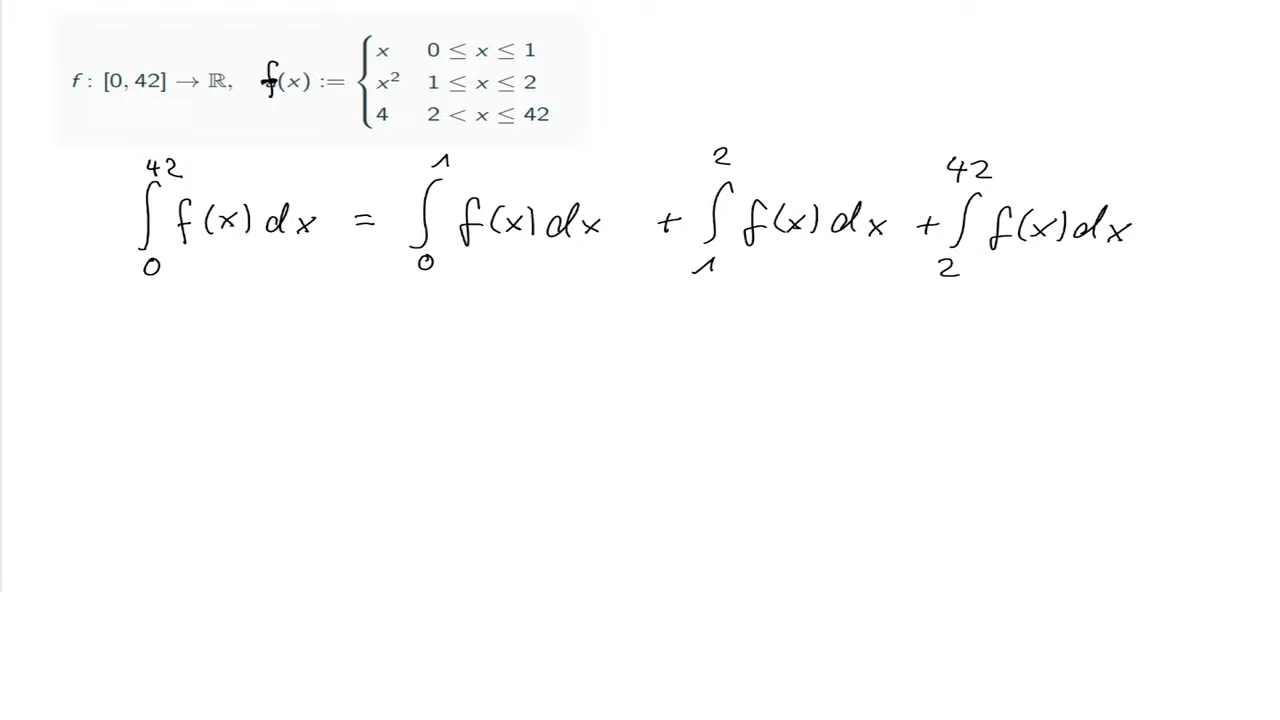 f : [0, 42] → ℝ, f(x) := { x 0 ≤ x ≤ 1
x² 1 ≤ x ≤ 2
4 2 < x ≤ 42
∫₀⁴² f(x) dx = ∫₀¹ f(x) dx + ∫₁² f(x) dx + ∫₂⁴² f(x) dx